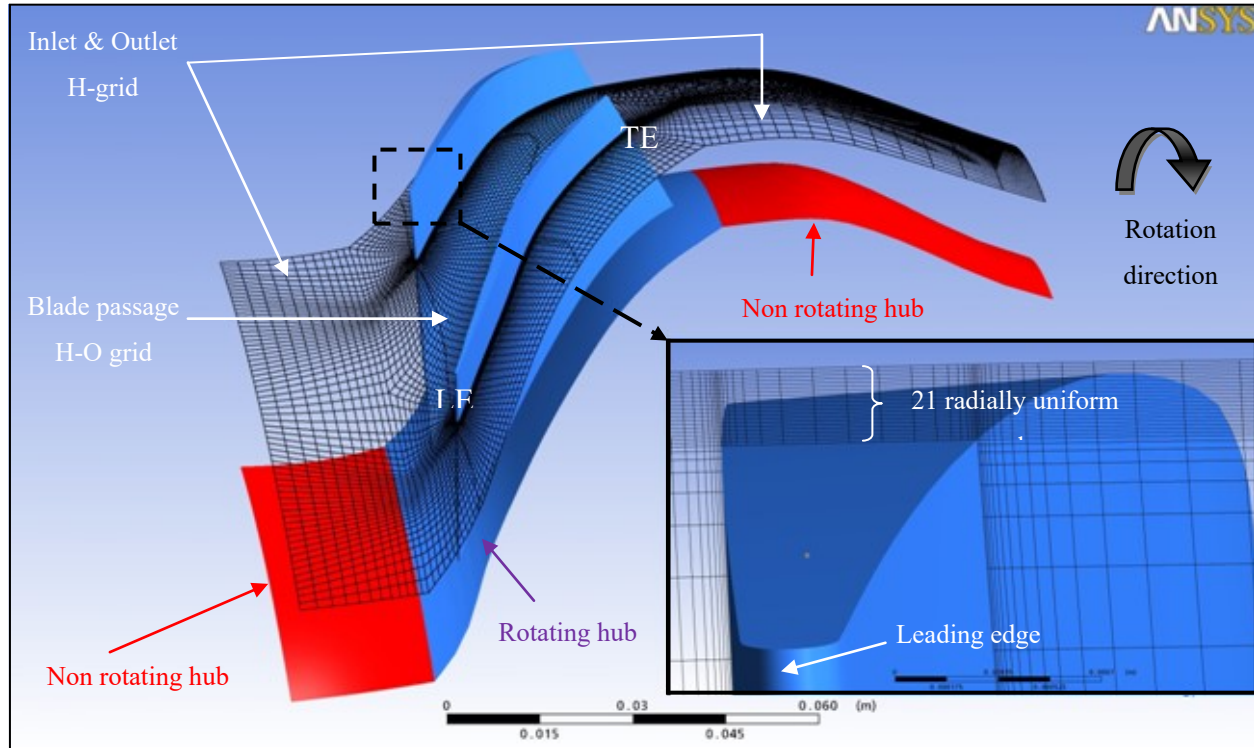 ANSYS
Inlet & Outlet
H-grid
TE
Rotation
direction
Blade passage
H-O grid
Non rotating hub
LE
21 radially uniform
Leading edge
Rotating hub
Non rotating hub
0 0.03 0.060 (m)
0.015 0.045